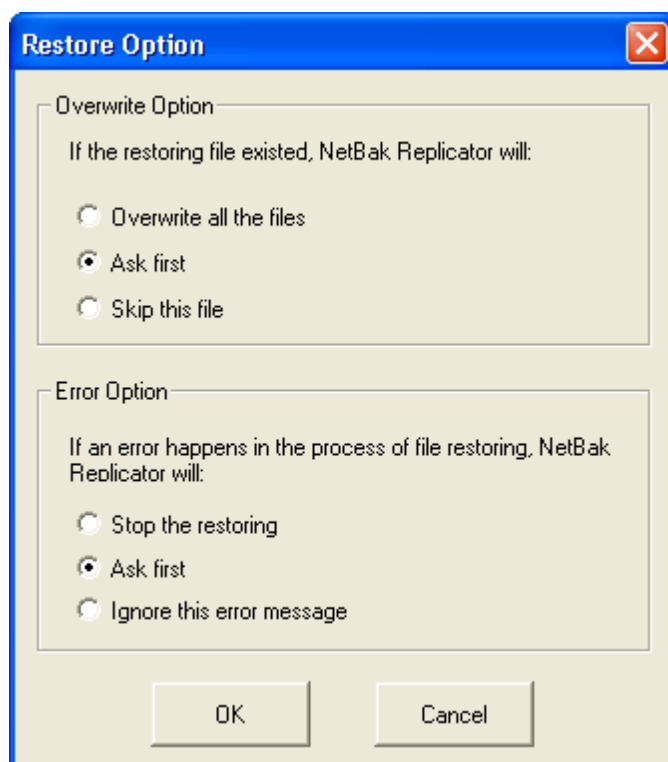 Restore Option
Overwrite Option
If the restoring file existed, NetBak Replicator will:
Overwrite all the files
Ask first
Skip this file
Error Option
If an error happens in the process of file restoring, NetBak
Replicator will:
Stop the restoring
Ask first
Ignore this error message
OK
Cancel